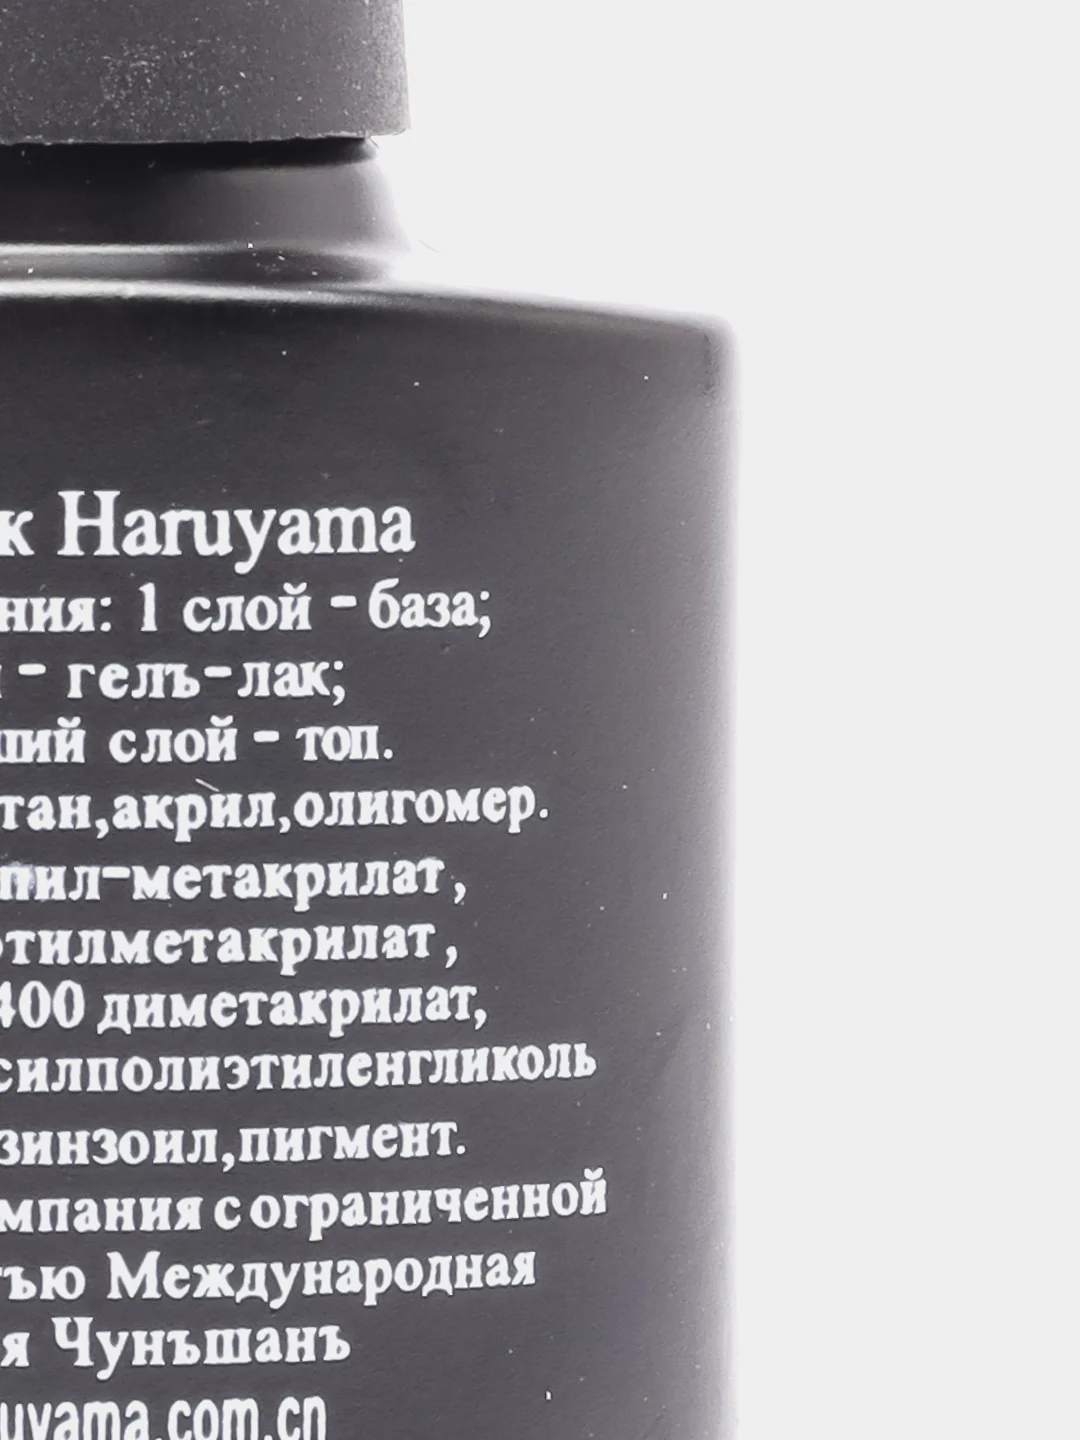 к Haruyama
ния: 1 слой - база;
- гелъ-лак;
ший слой - топ.
тан,акрил,олигомер.
пил-метакрилат,
этилметакрилат,
400 диметакрилат,
силполиэтиленгликоль
зинзоил,пигмент.
мпания с ограниченной
тью Международная
я Чунъшанъ
uyama.com.cn